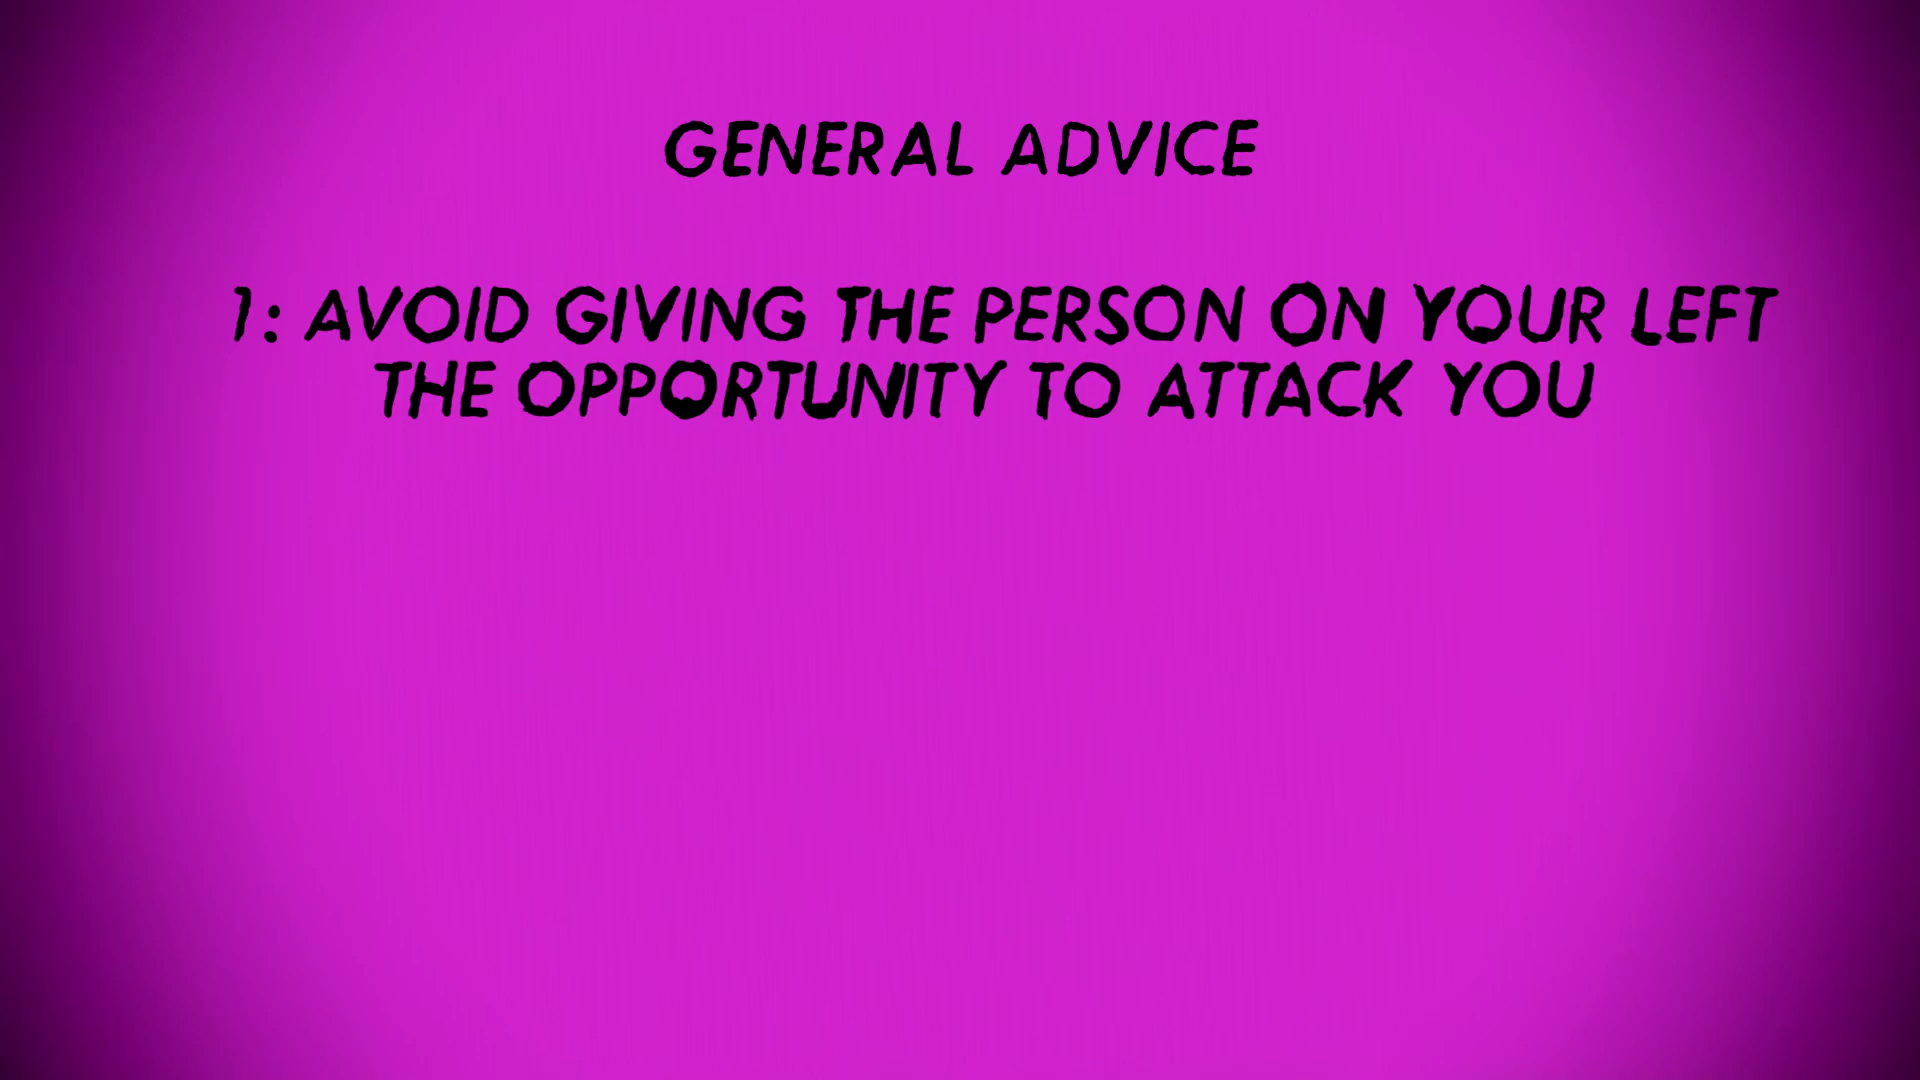 GENERAL ADVICE
1: AVOID GIVING THE PERSON ON YOUR LEFT
THE OPPORTUNITY TO ATTACK YOU